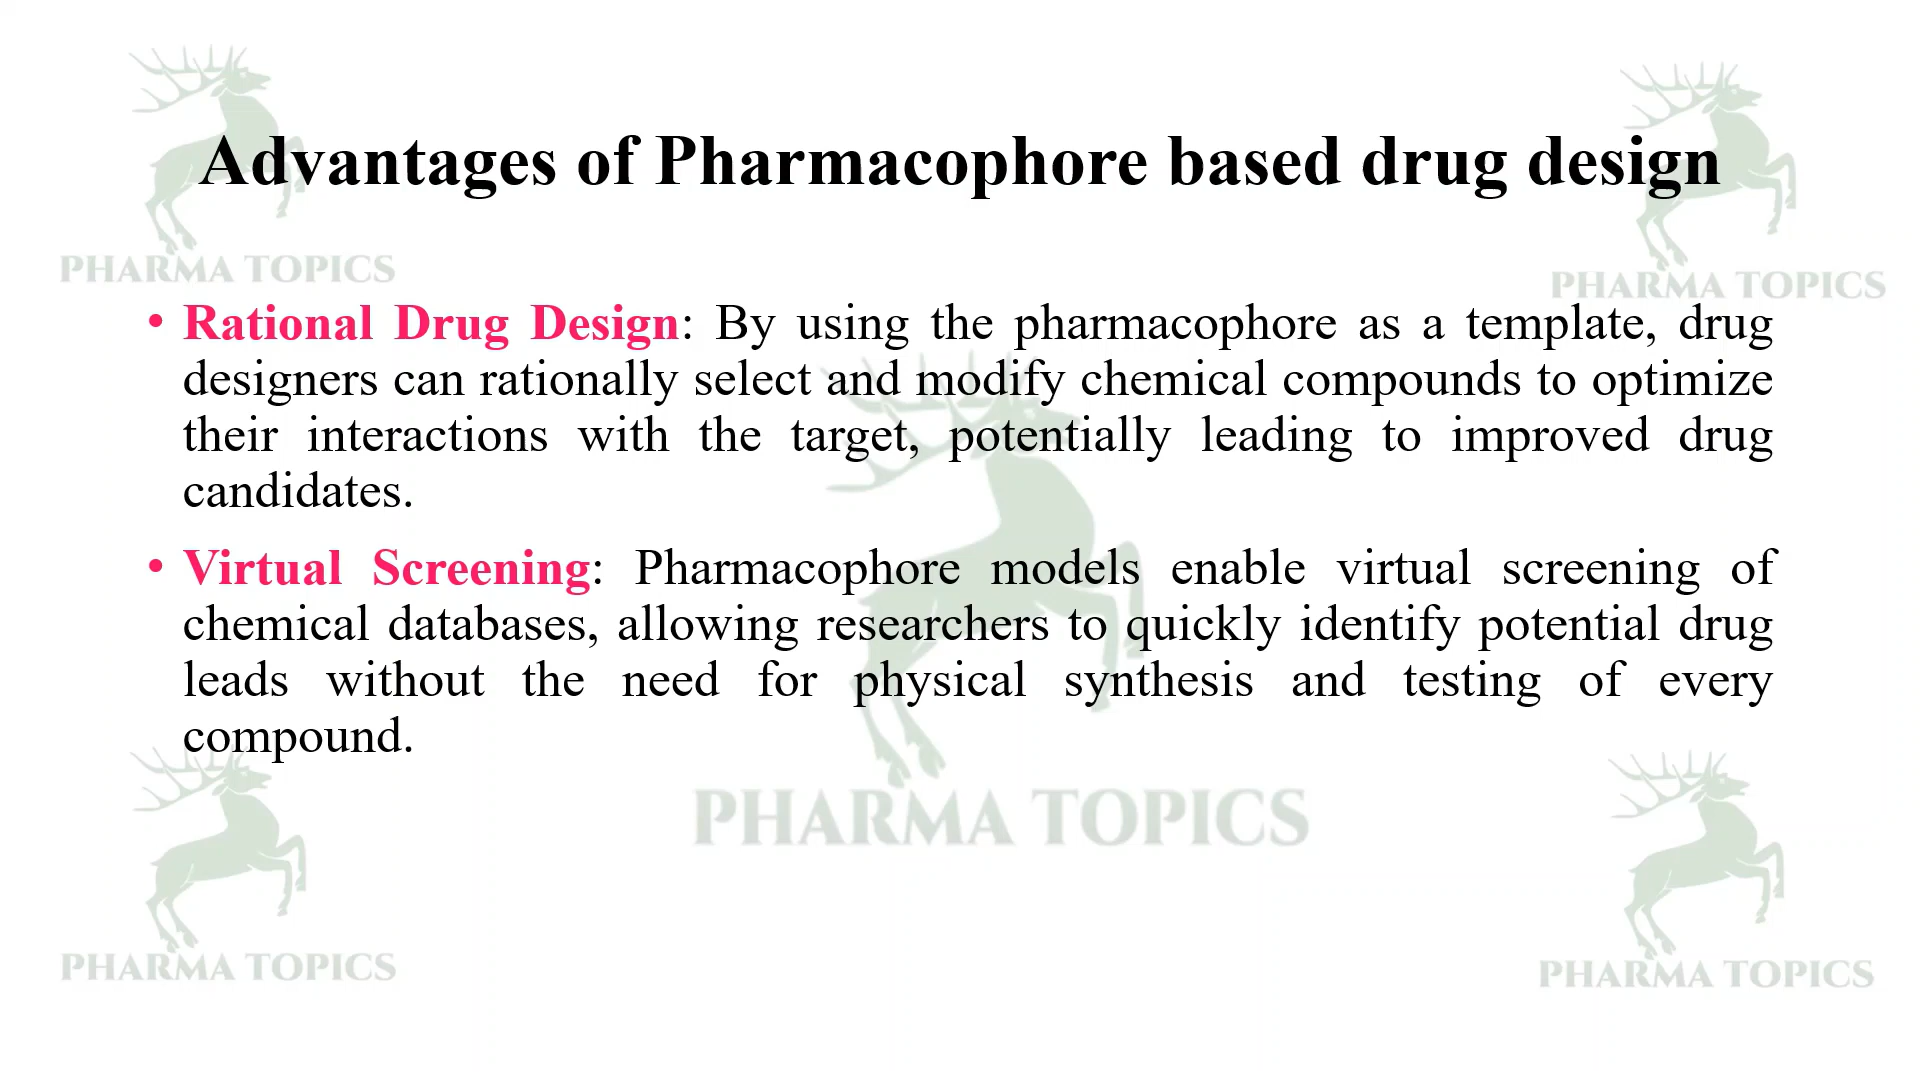 Advantages of Pharmacophore based drug design
PHARMA TOPICS
PHARMA TOPICS
• Rational Drug Design: By using the pharmacophore as a template, drug
designers can rationally select and modify chemical compounds to optimize
their interactions with the target, potentially leading to improved drug
candidates.
• Virtual Screening: Pharmacophore models enable virtual screening of
chemical databases, allowing researchers to quickly identify potential drug
leads without the need for physical synthesis and testing of every
compound.
PHARMA TOPICS
PHARMA TOPICS
PHARMA TOPICS